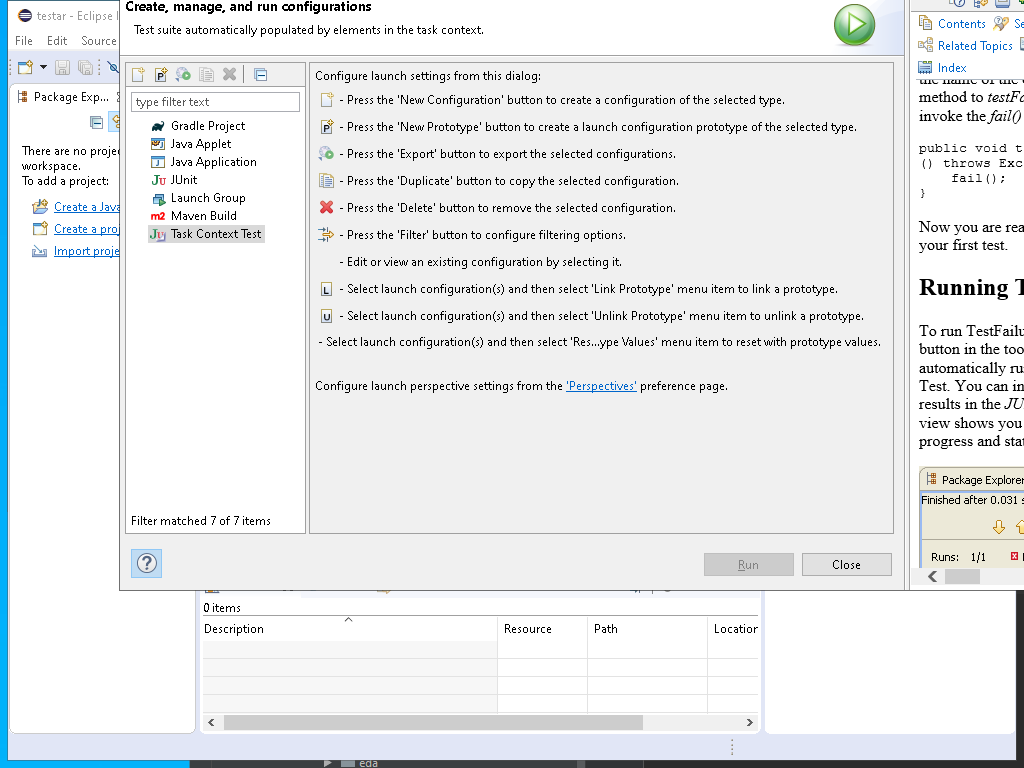 Create, manage, and run configurations
Test suite automatically populated by elements in the task context.
testar - Eclipse I
File Edit Source
Package Exp...
There are no proje
workspace.
To add a project:
Create a Java
Create a proj
Import proje
type filter text
Gradle Project
Java Applet
Java Application
JUnit
Launch Group
Maven Build
Task Context Test
Filter matched 7 of 7 items
Configure launch settings from this dialog:
- Press the 'New Configuration' button to create a configuration of the selected type.
- Press the 'New Prototype' button to create a launch configuration prototype of the selected type.
- Press the 'Export' button to export the selected configurations.
- Press the 'Duplicate' button to copy the selected configuration.
- Press the 'Delete' button to remove the selected configuration.
- Press the 'Filter' button to configure filtering options.
- Edit or view an existing configuration by selecting it.
- Select launch configuration(s) and then select 'Link Prototype' menu item to link a prototype.
- Select launch configuration(s) and then select 'Unlink Prototype' menu item to unlink a prototype.
- Select launch configuration(s) and then select 'Res...ype Values' menu item to reset with prototype values.
Configure launch perspective settings from the 'Perspectives' preference page.
Run
Close
Contents
Se
Related Topics
Index
the name of the
method to testFa
invoke the fail()
public void t
() throws Exc
fail();
}
Now you are rea
your first test.
Running T
To run TestFailu
button in the too
automatically ru
Test. You can in
results in the JU
view shows you
progress and stat
Package Explorer
Finished after 0.031 s
Runs: 1/1
0 items
Description Resource Path Location
eda